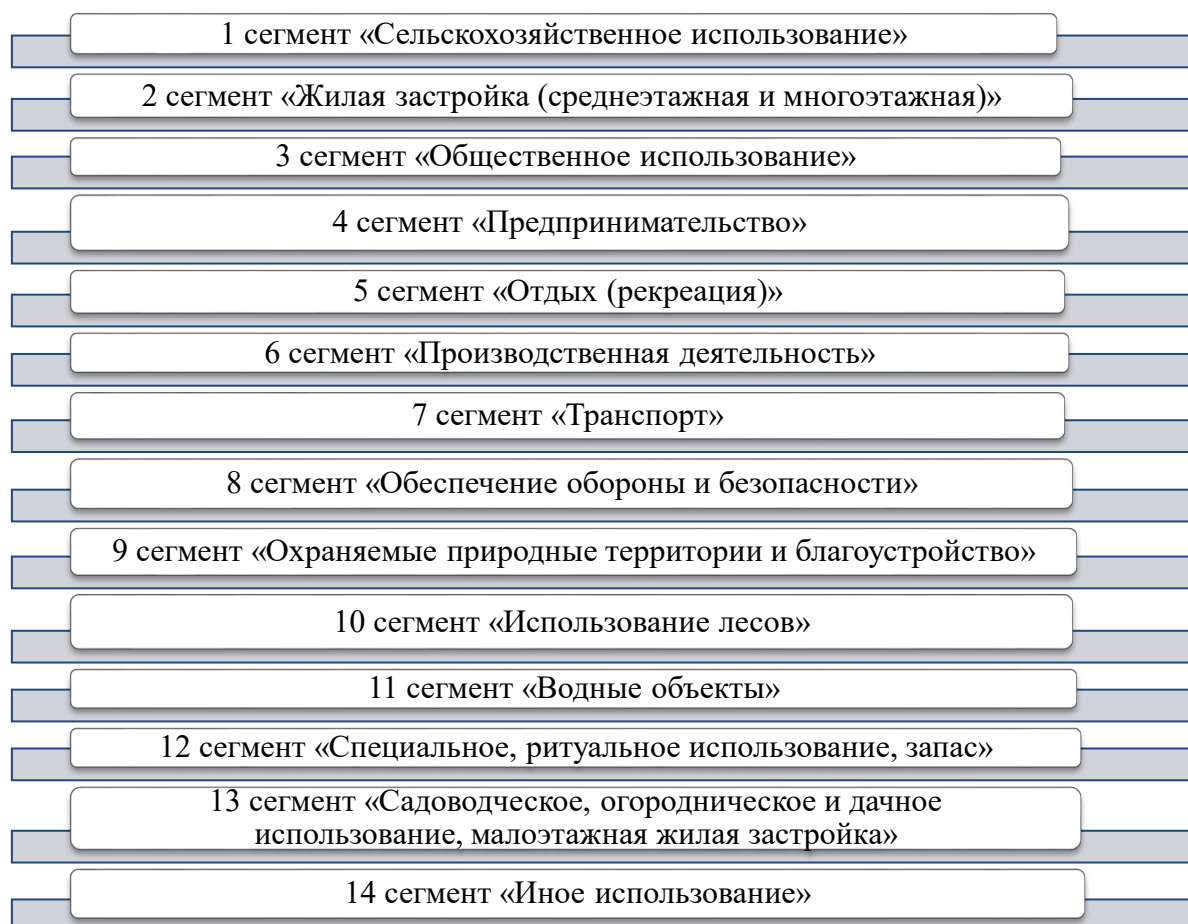 1 сегмент «Сельскохозяйственное использование»
2 сегмент «Жилая застройка (среднеэтажная и многоэтажная)»
3 сегмент «Общественное использование»
4 сегмент «Предпринимательство»
5 сегмент «Отдых (рекреация)»
6 сегмент «Производственная деятельность»
7 сегмент «Транспорт»
8 сегмент «Обеспечение обороны и безопасности»
9 сегмент «Охраняемые природные территории и благоустройство»
10 сегмент «Использование лесов»
11 сегмент «Водные объекты»
12 сегмент «Специальное, ритуальное использование, запас»
13 сегмент «Садоводческое, огородническое и дачное
использование, малоэтажная жилая застройка»
14 сегмент «Иное использование»